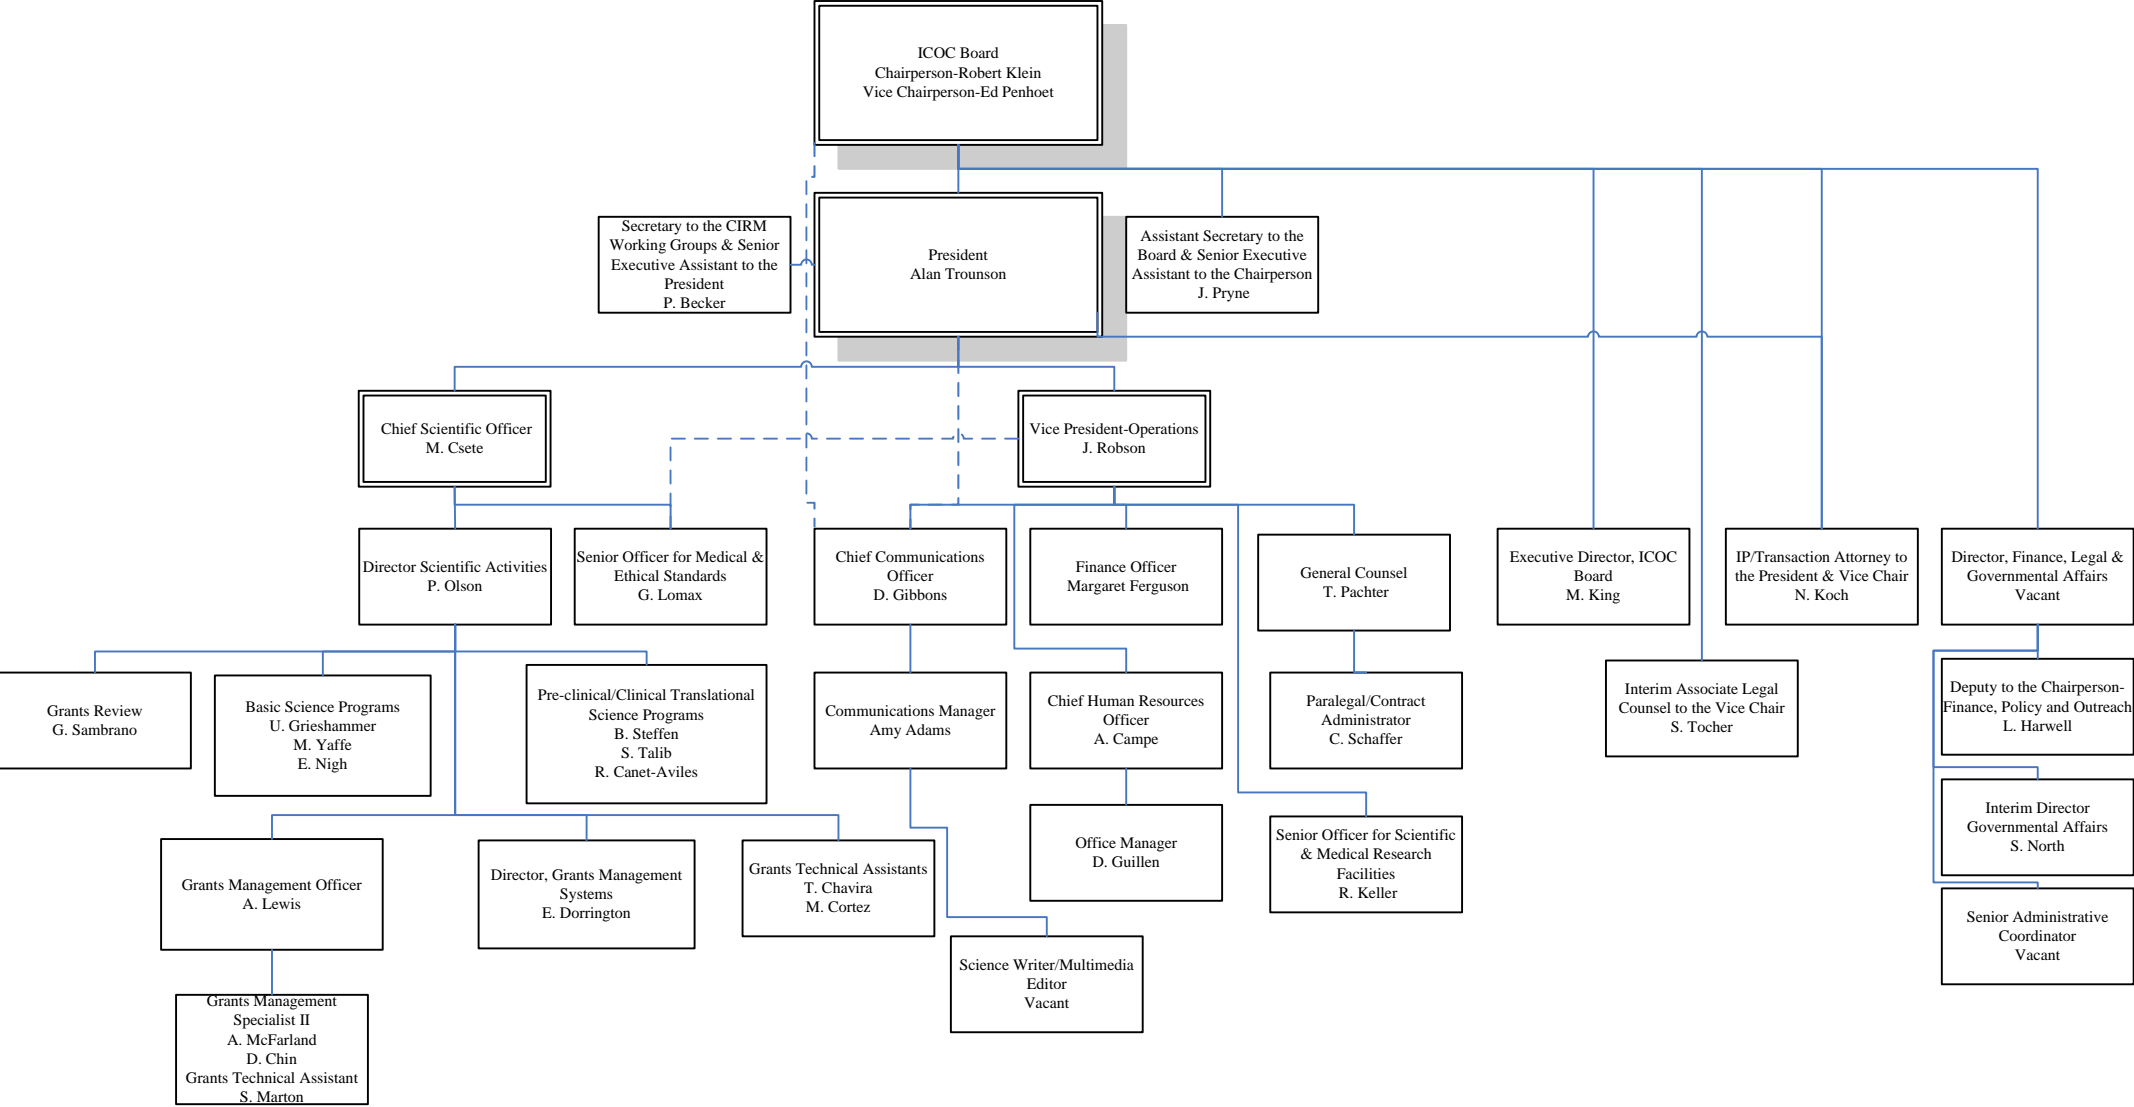 ICOC Board
Chairperson-Robert Klein
Vice Chairperson-Ed Penhoet
Secretary to the CIRM
Working Groups & Senior
Executive Assistant to the
President
P. Becker
President
Alan Trounson
Assistant Secretary to the
Board & Senior Executive
Assistant to the Chairperson
J. Pryne
Chief Scientific Officer
M. Csete
Vice President-Operations
J. Robson
Director Scientific Activities
P. Olson
Senior Officer for Medical &
Ethical Standards
G. Lomax
Chief Communications
Officer
D. Gibbons
Finance Officer
Margaret Ferguson
General Counsel
T. Pachter
Executive Director, ICOC
Board
M. King
IP/Transaction Attorney to
the President & Vice Chair
N. Koch
Director, Finance, Legal &
Governmental Affairs
Vacant
Grants Review
G. Sambrano
Basic Science Programs
U. Grieshammer
M. Yaffe
E. Nigh
Pre-clinical/Clinical Translational
Science Programs
B. Steffen
S. Talib
R. Canet-Aviles
Communications Manager
Amy Adams
Chief Human Resources
Officer
A. Campe
Paralegal/Contract
Administrator
C. Schaffer
Interim Associate Legal
Counsel to the Vice Chair
S. Tocher
Deputy to the Chairperson-
Finance, Policy and Outreach
L. Harwell
Interim Director
Governmental Affairs
S. North
Grants Management Officer
A. Lewis
Director, Grants Management
Systems
E. Dorrington
Grants Technical Assistants
T. Chavira
M. Cortez
Office Manager
D. Guillen
Senior Officer for Scientific
& Medical Research
Facilities
R. Keller
Senior Administrative
Coordinator
Vacant
Science Writer/Multimedia
Editor
Vacant
Grants Management
Specialist II
A. McFarland
D. Chin
Grants Technical Assistant
S. Marton